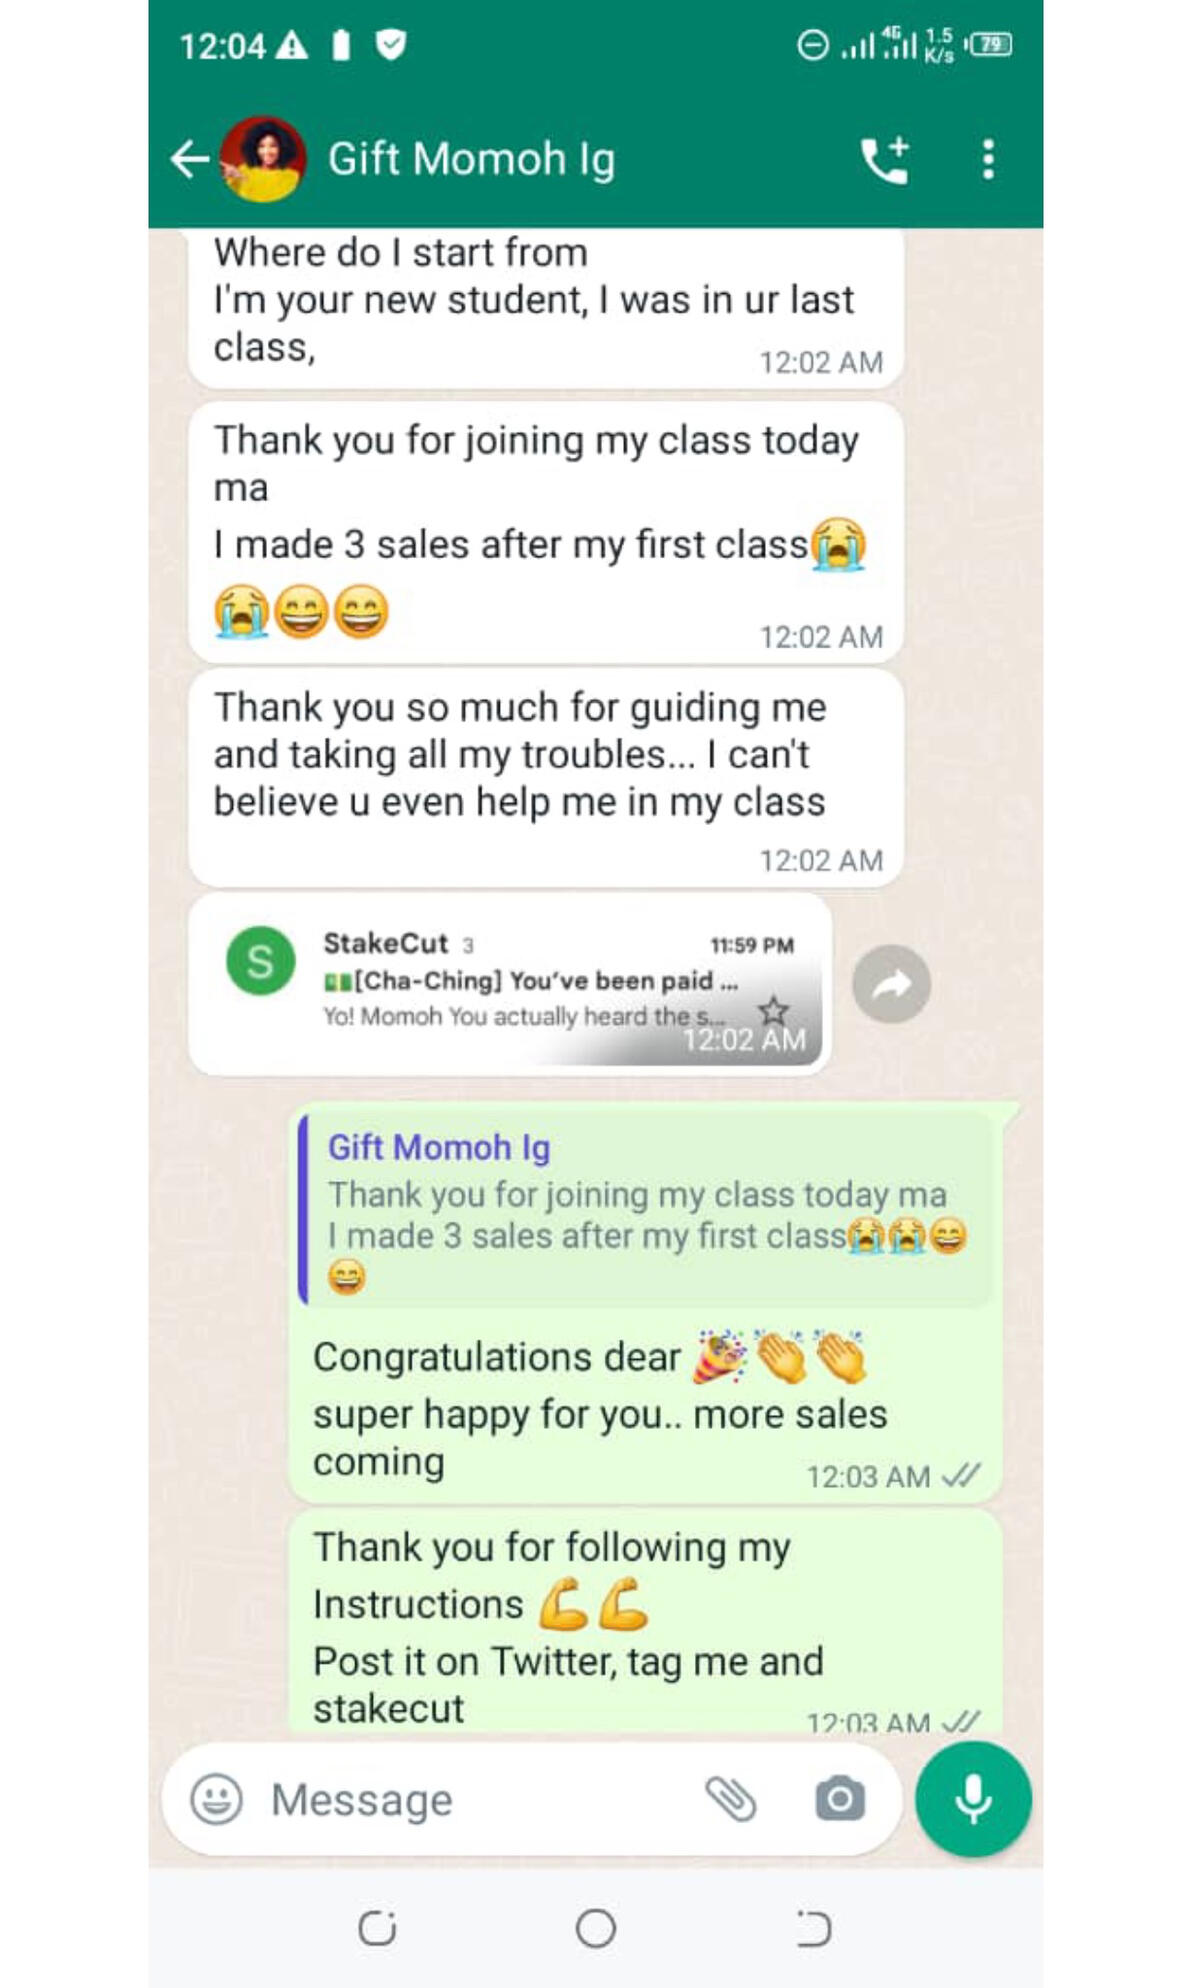 12:04
4G 1.5
K/s 79
Gift Momoh Ig
Where do I start from
I'm your new student, I was in ur last
class,
12:02 AM
Thank you for joining my class today
ma
I made 3 sales after my first class😭
😭😄😄
12:02 AM
Thank you so much for guiding me
and taking all my troubles... I can't
believe u even help me in my class
12:02 AM
S
StakeCut 3 11:59 PM
💵[Cha-Ching] You've been paid ...
Yo! Momoh You actually heard the s...
12:02 AM
Gift Momoh Ig
Thank you for joining my class today ma
I made 3 sales after my first class😭😭😄
😄
Congratulations dear 🎉👏👏
super happy for you.. more sales
coming
12:03 AM
Thank you for following my
Instructions 💪💪
Post it on Twitter, tag me and
stakecut
12:03 AM
Message